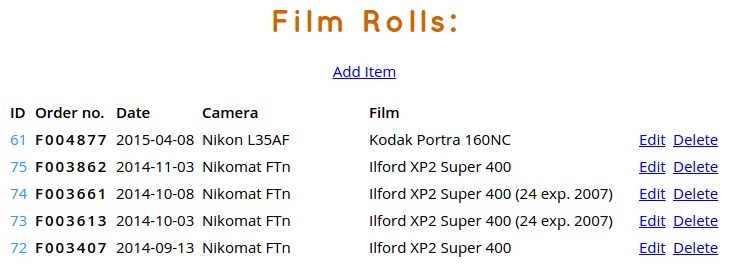 Film Rolls:
Add Item
ID Order no. Date Camera Film
61 F004877 2015-04-08 Nikon L35AF Kodak Portra 160NC Edit Delete
75 F003862 2014-11-03 Nikomat FTn Ilford XP2 Super 400 Edit Delete
74 F003661 2014-10-08 Nikomat FTn Ilford XP2 Super 400 (24 exp. 2007) Edit Delete
73 F003613 2014-10-03 Nikomat FTn Ilford XP2 Super 400 (24 exp. 2007) Edit Delete
72 F003407 2014-09-13 Nikomat FTn Ilford XP2 Super 400 Edit Delete